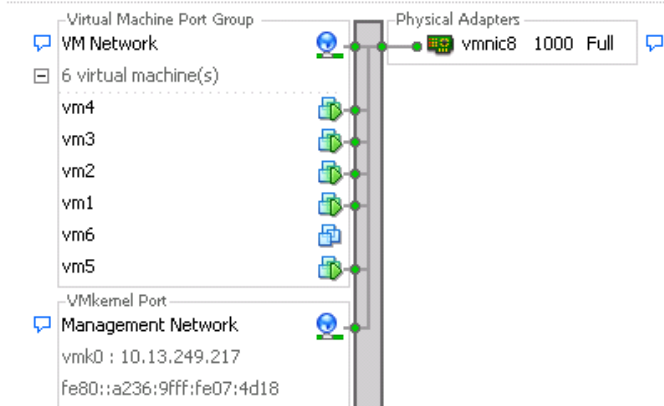 Virtual Machine Port Group
VM Network
6 virtual machine(s)
vm4
vm3
vm2
vm1
vm6
vm5
VMkernel Port
Management Network
vmk0 : 10.13.249.217
fe80::a236:9fff:fe07:4d18
Physical Adapters
vmnic8 1000 Full